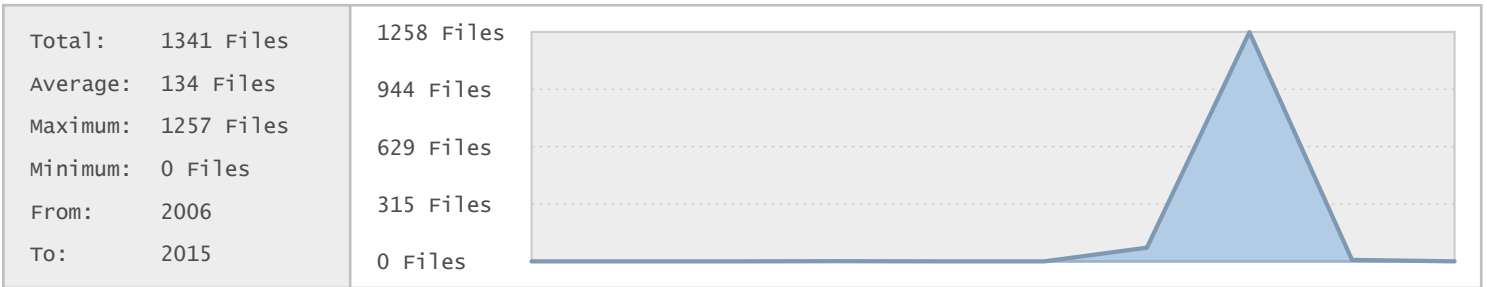 Total: 1341 Files
Average: 134 Files
Maximum: 1257 Files
Minimum: 0 Files
From: 2006
To: 2015
1258 Files
944 Files
629 Files
315 Files
0 Files